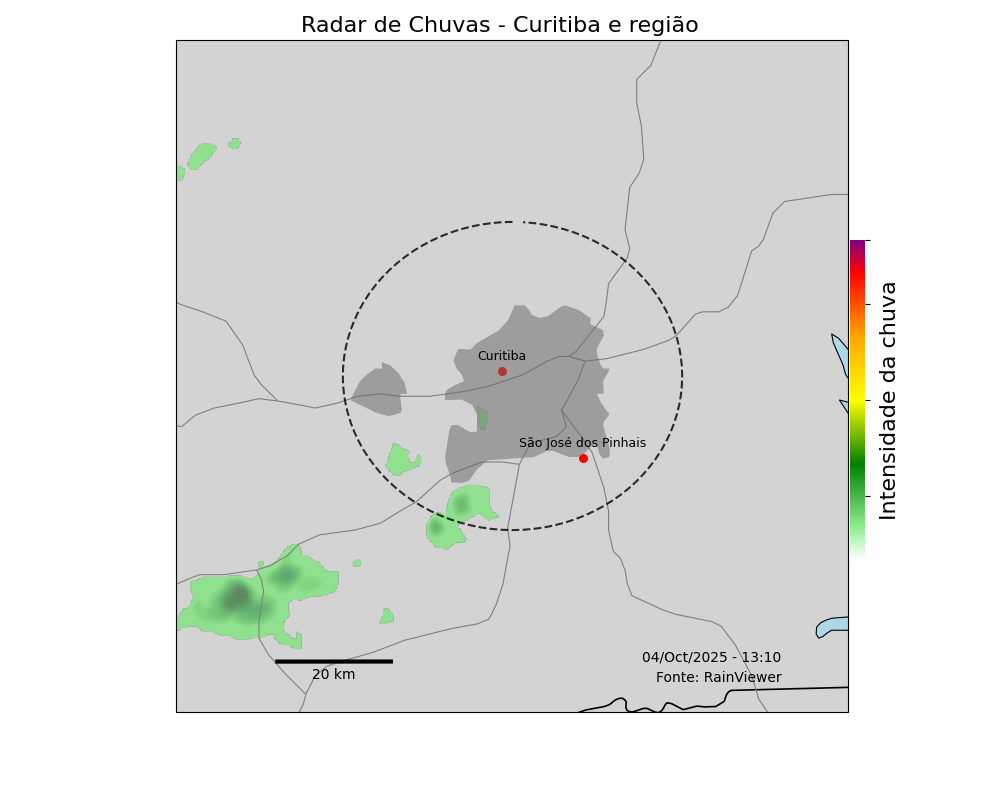 Radar de Chuvas - Curitiba e região
Curitiba
São José dos Pinhais
Intensidade da chuva
20 km
04/Oct/2025 - 13:10
Fonte: RainViewer